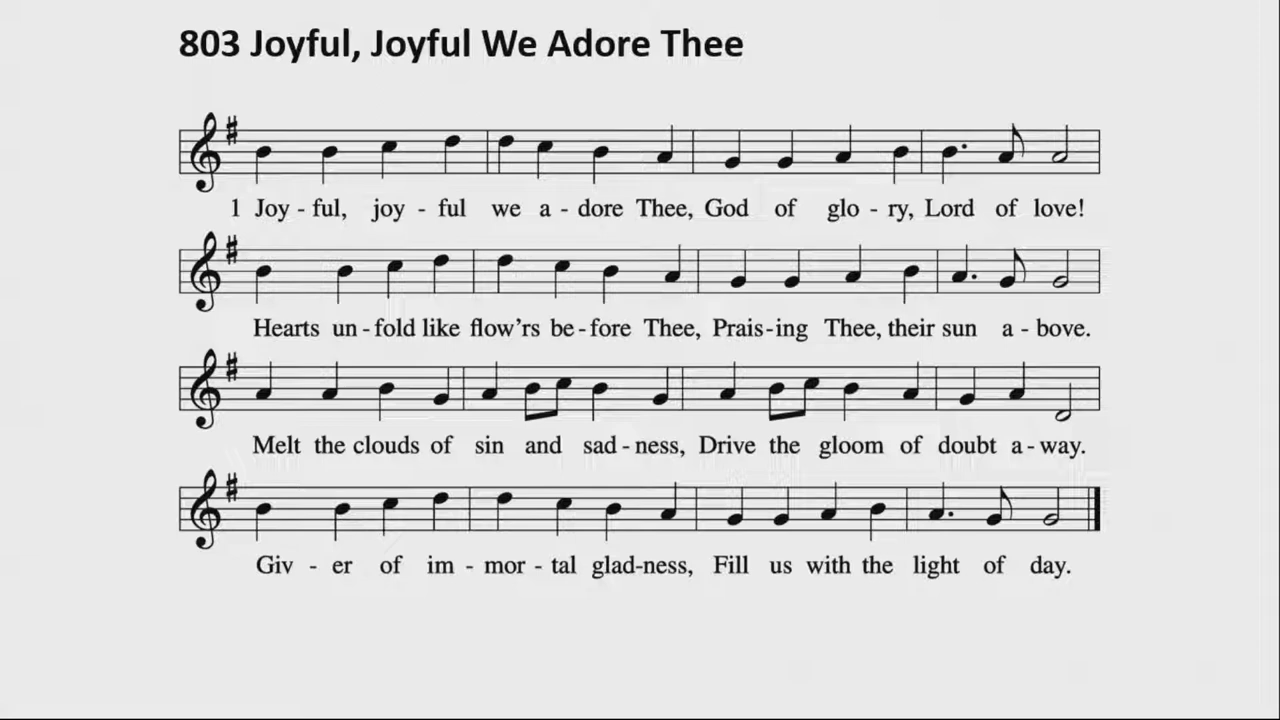 803 Joyful, Joyful We Adore Thee
1 Joy - ful, joy - ful we a - dore Thee, God of glo - ry, Lord of love!
Hearts un - fold like flow'rs be - fore Thee, Prais - ing Thee, their sun a - bove.
Melt the clouds of sin and sad - ness, Drive the gloom of doubt a - way.
Giv - er of im - mor - tal glad - ness, Fill us with the light of day.